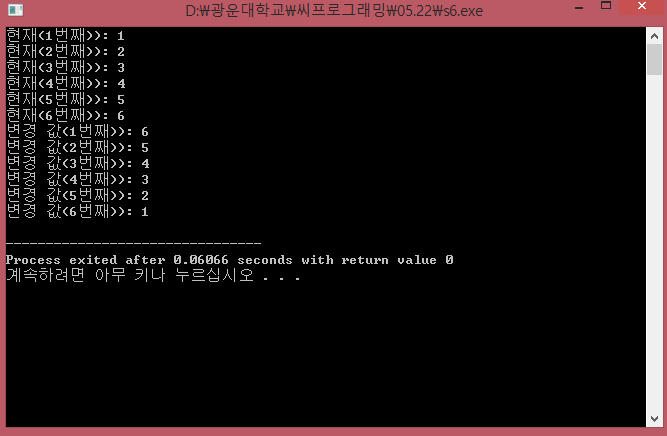 D:₩광운대학교₩씨프로그래밍₩05.22₩s6.exe
현재(1번째)): 1
현재(2번째)): 2
현재(3번째)): 3
현재(4번째)): 4
현재(5번째)): 5
현재(6번째)): 6
변경 값(1번째)): 6
변경 값(2번째)): 5
변경 값(3번째)): 4
변경 값(4번째)): 3
변경 값(5번째)): 2
변경 값(6번째)): 1
--------------------------------
Process exited after 0.06066 seconds with return value 0
계속하려면 아무 키나 누르십시오 . . .